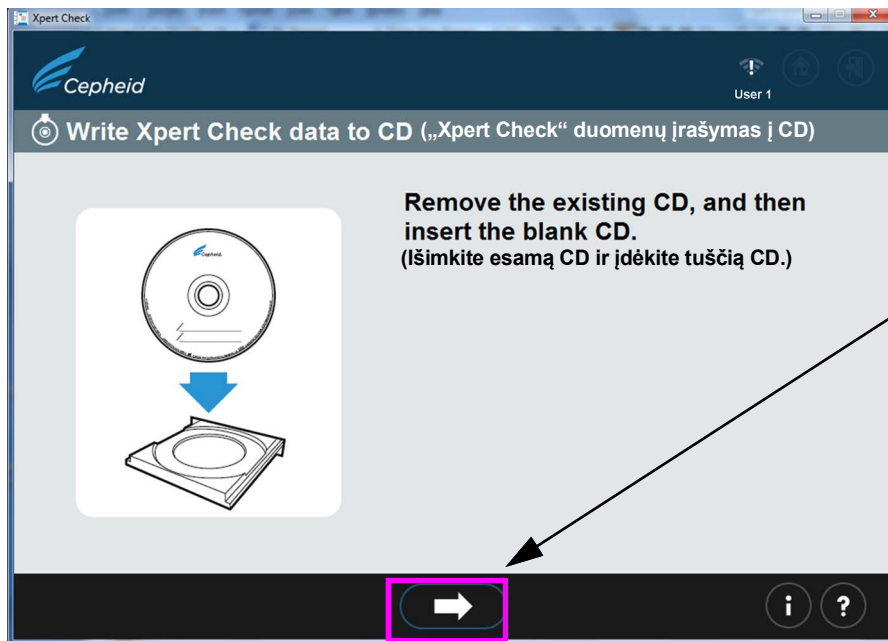 Xpert Check
Cepheid
User 1
Write Xpert Check data to CD („Xpert Check“ duomenų įrašymas į CD)
Remove the existing CD, and then
insert the blank CD.
(Išimkite esamą CD ir įdėkite tuščią CD.)
Cepheid
i ?